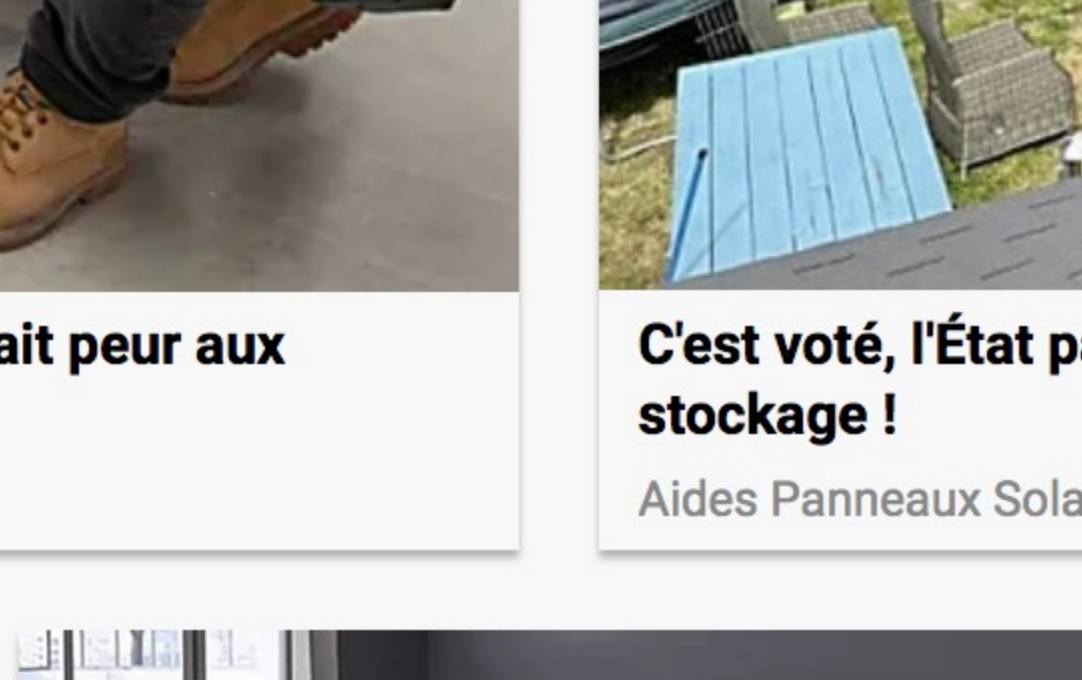 ait peur aux
C'est voté, l'État pa
stockage !
Aides Panneaux Sola